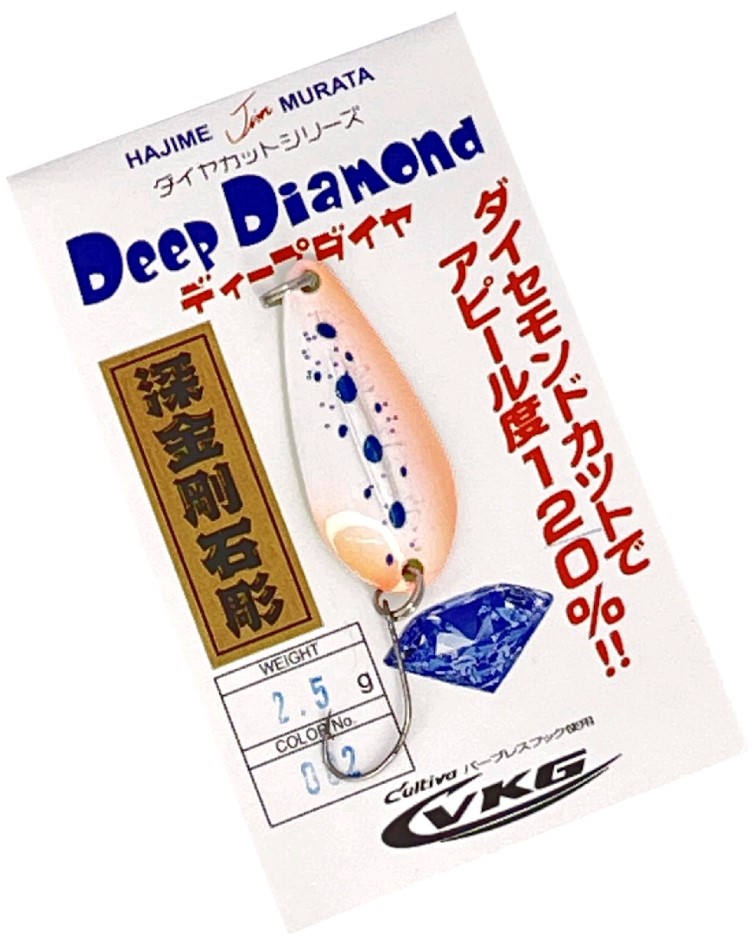 HAJIME Jim MURATA
ダイヤカットシリーズ
Deep Diamond
ディープダイヤ
ダイヤモンドカットで
アピール度120%!!
深金剛石彫
WEIGHT
2.5 g
COLOR No.
002
Cultiva バーブレスフック使用
VKG